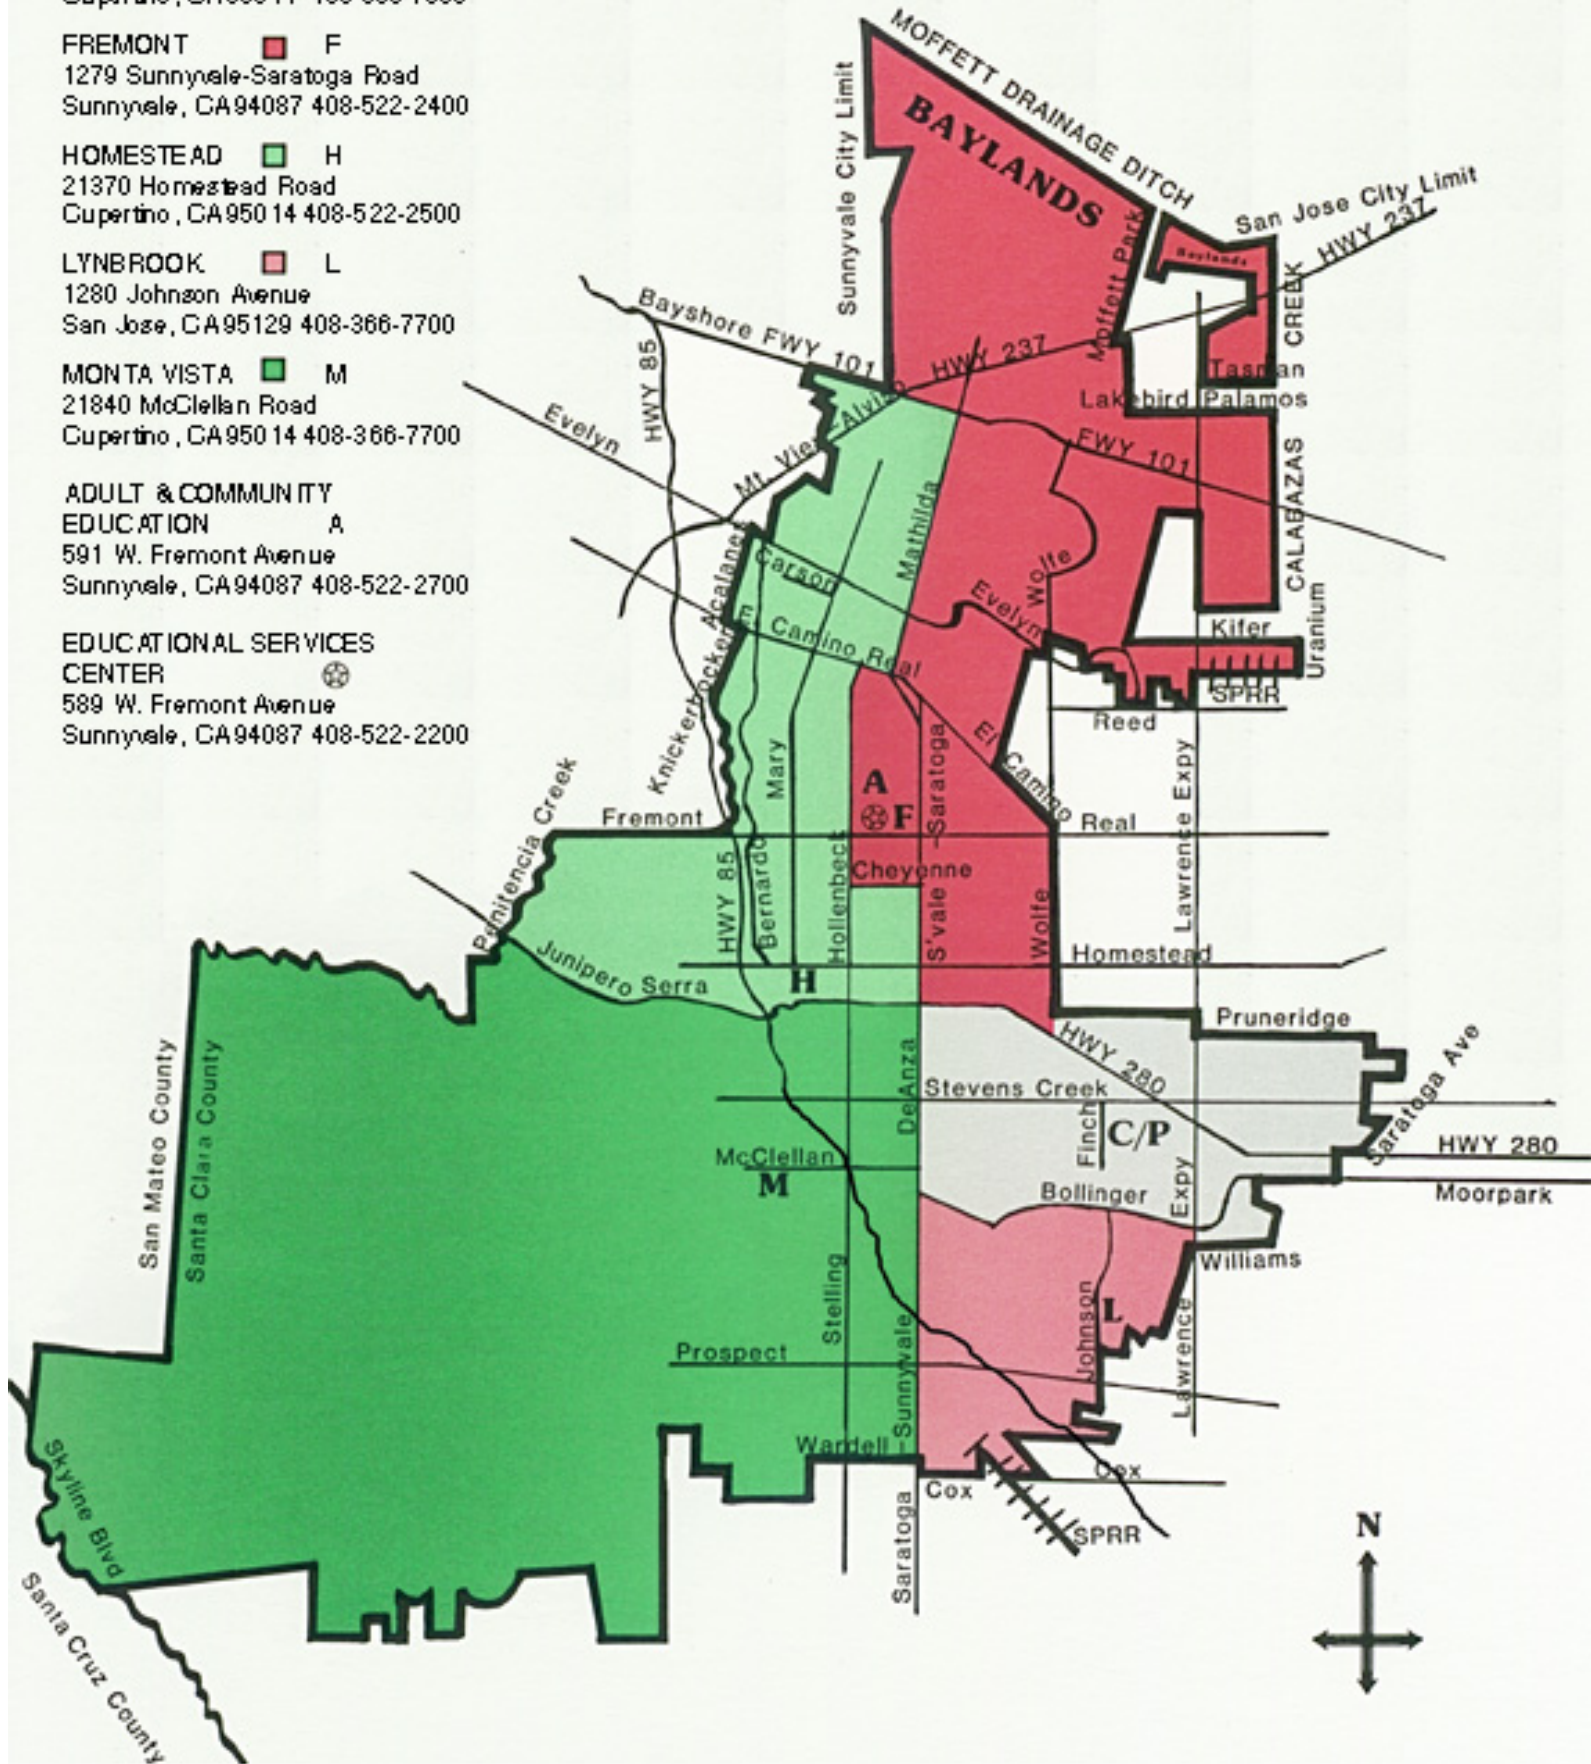 FREMONT F
1279 Sunnyvale-Saratoga Road
Sunnyvale, CA 94087 408-522-2400
HOMESTEAD H
21370 Homestead Road
Cupertino, CA 95014 408-522-2500
LYNBROOK L
1280 Johnson Avenue
San Jose, CA 95129 408-366-7700
MONTA VISTA M
21840 McClellan Road
Cupertino, CA 95014 408-366-7700
ADULT & COMMUNITY
EDUCATION A
591 W. Fremont Avenue
Sunnyvale, CA 94087 408-522-2700
EDUCATIONAL SERVICES
CENTER
589 W. Fremont Avenue
Sunnyvale, CA 94087 408-522-2200
MOFFETT DRAINAGE DITCH
BAYLANDS
Sunnyvale City Limit
San Jose City Limit
HWY 237
Baylands
Moffett Park
CREEK
Bayshore FWY 101
HWY 237
Tasman
Lakebird
Palamos
HWY 85
Evelyn
Mt. View-Alviso
FWY 101
CALABAZAS
Mathilda
Carson
Acalanes
Wolfe
Evelyn
Kifer
Uranium
E. Camino Real
SPRR
Reed
Knickerbocker
Mary
A
F
Saratoga
El Camino
Real
Lawrence Expy
Penitencia Creek
Fremont
Cheyenne
HWY 85
Bernardo
Hollenbeck
S'vale
Wolfe
Homestead
Junipero Serra
H
Pruneridge
San Mateo County
Santa Clara County
HWY 280
DeAnza
Stevens Creek
Saratoga Ave
Finch
C/P
HWY 280
McClellan
M
Bollinger
Expy
Moorpark
Williams
Stelling
Johnson
L
Lawrence
Prospect
Sunnyvale
Skyline Blvd
Wardell
Cox
Cox
SPRR
Saratoga
N
Santa Cruz County